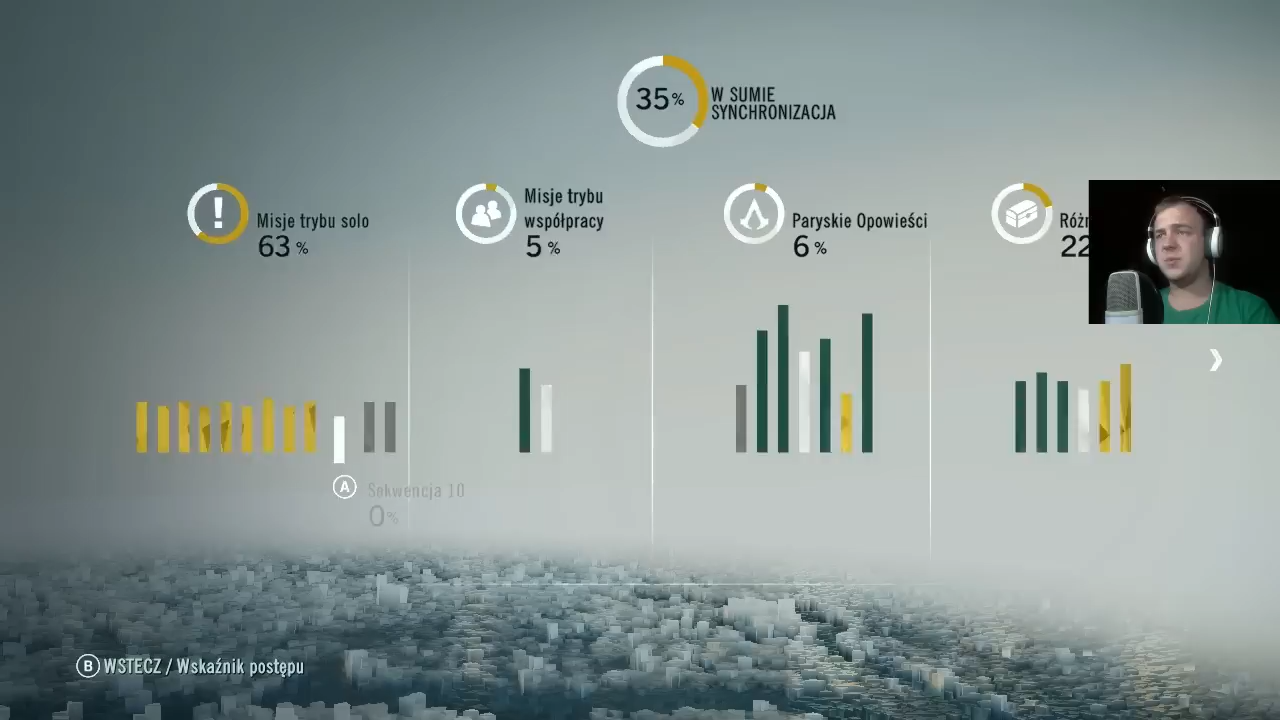 35%
W SUMIE
SYNCHRONIZACJA
Misje trybu solo
63 %
Misje trybu
współpracy
5 %
Paryskie Opowieści
6 %
22
A
Sekwencja 10
0%
B WSTECZ / Wskaźnik postępu